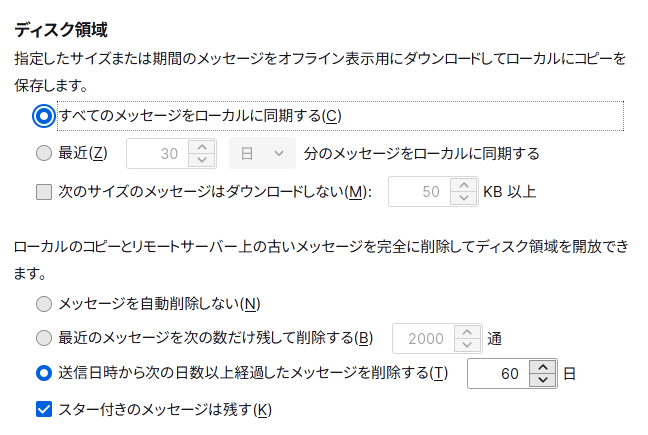 ディスク領域
指定したサイズまたは期間のメッセージをオフライン表示用にダウンロードしてローカルにコピーを
保存します。
すべてのメッセージをローカルに同期する(C)
最近(Z) 30 日 分のメッセージをローカルに同期する
次のサイズのメッセージはダウンロードしない(M): 50 KB 以上
ローカルのコピーとリモートサーバー上の古いメッセージを完全に削除してディスク領域を開放でき
ます。
メッセージを自動削除しない(N)
最近のメッセージを次の数だけ残して削除する(B) 2000 通
送信日時から次の日数以上経過したメッセージを削除する(T) 60 日
スター付きのメッセージは残す(K)